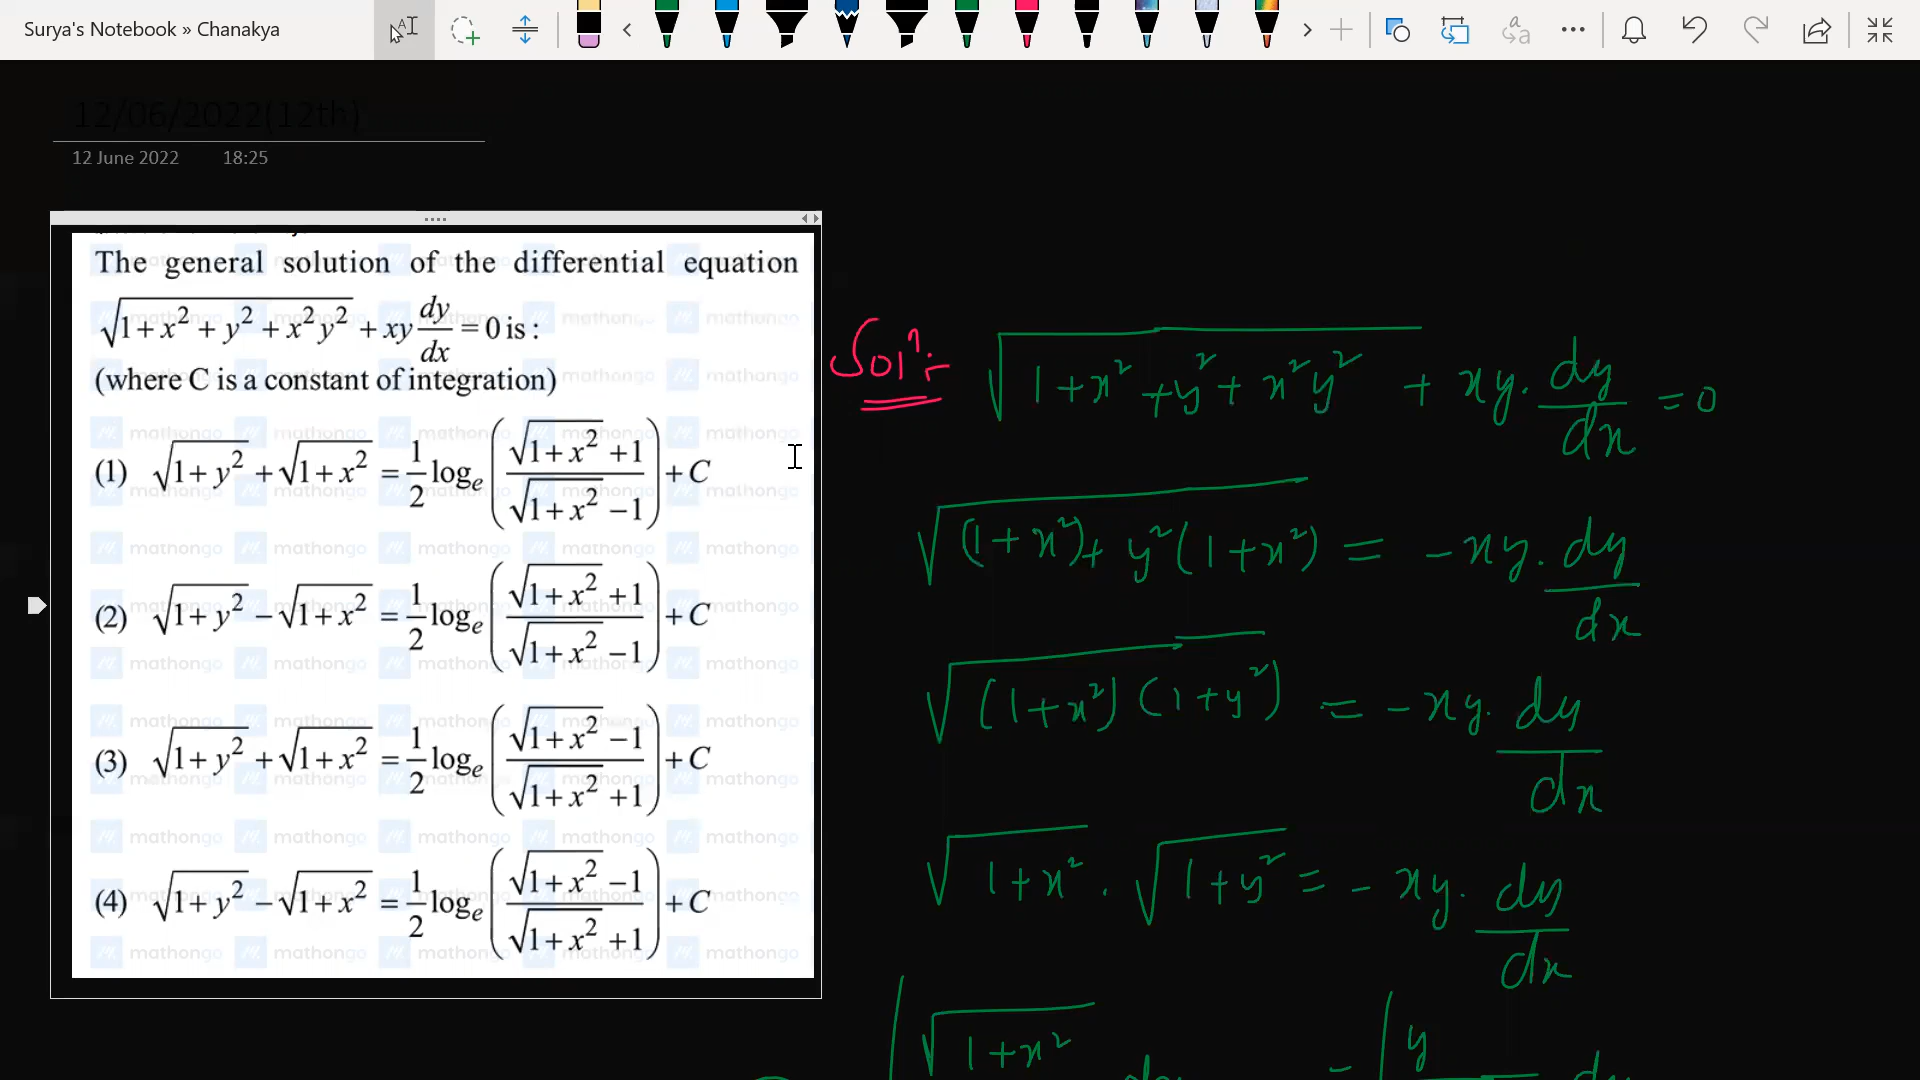 Surya's Notebook » Chanakya
12/06/2022(12th)
12 June 2022 18:25
The general solution of the differential equation
√(1+x²+y²+x²y²) + xy dy/dx = 0 is :
(where C is a constant of integration)
(1) √(1+y²) + √(1+x²) = 1/2 logₑ((√(1+x²) +1)/(√(1+x²) −1)) + C
(2) √(1+y²) − √(1+x²) = 1/2 logₑ((√(1+x²) +1)/(√(1+x²) −1)) + C
(3) √(1+y²) + √(1+x²) = 1/2 logₑ((√(1+x²) −1)/(√(1+x²) +1)) + C
(4) √(1+y²) − √(1+x²) = 1/2 logₑ((√(1+x²) −1)/(√(1+x²) +1)) + C
mathongo
Solⁿ:-
√(1+x²+y²+x²y²) + xy. dy/dx = 0
√((1+x²)+y²(1+x²)) = -xy. dy/dx
√((1+x²)(1+y²)) = -xy. dy/dx
√(1+x²) . √(1+y²) = -xy. dy/dx
√(1+x²)
y